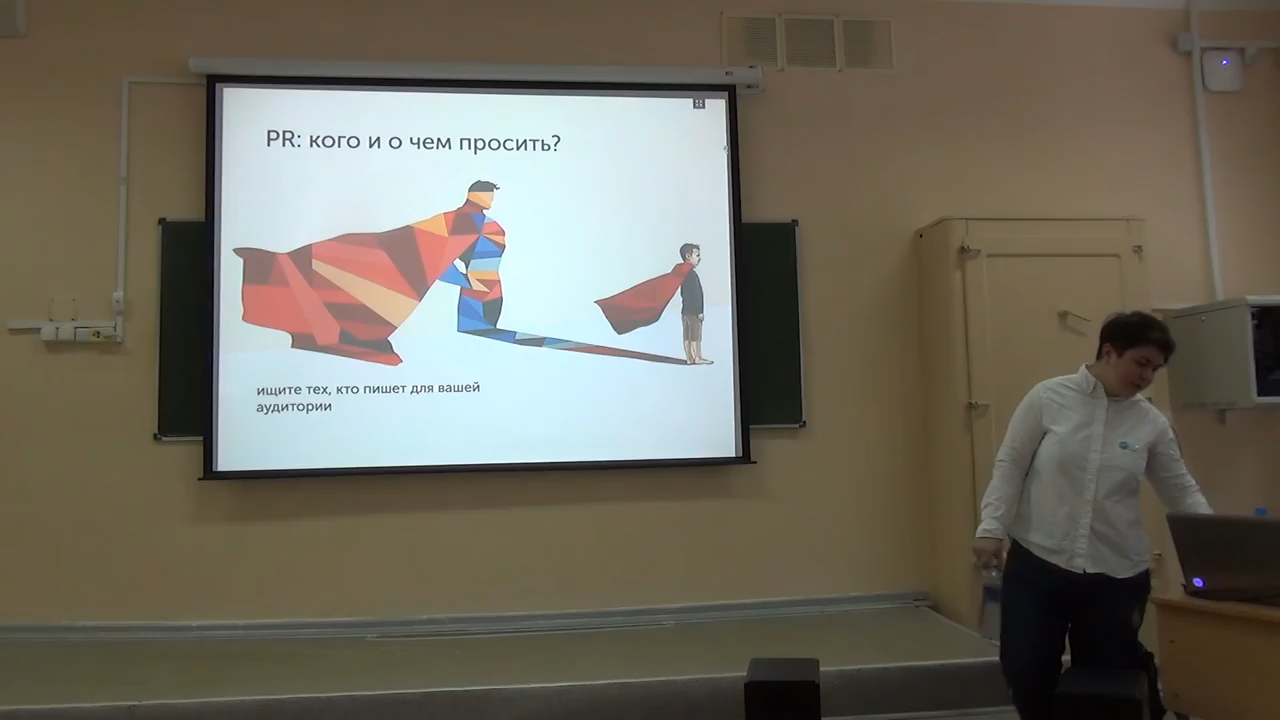 PR: кого и о чем просить?
ищите тех, кто пишет для вашей
аудитории